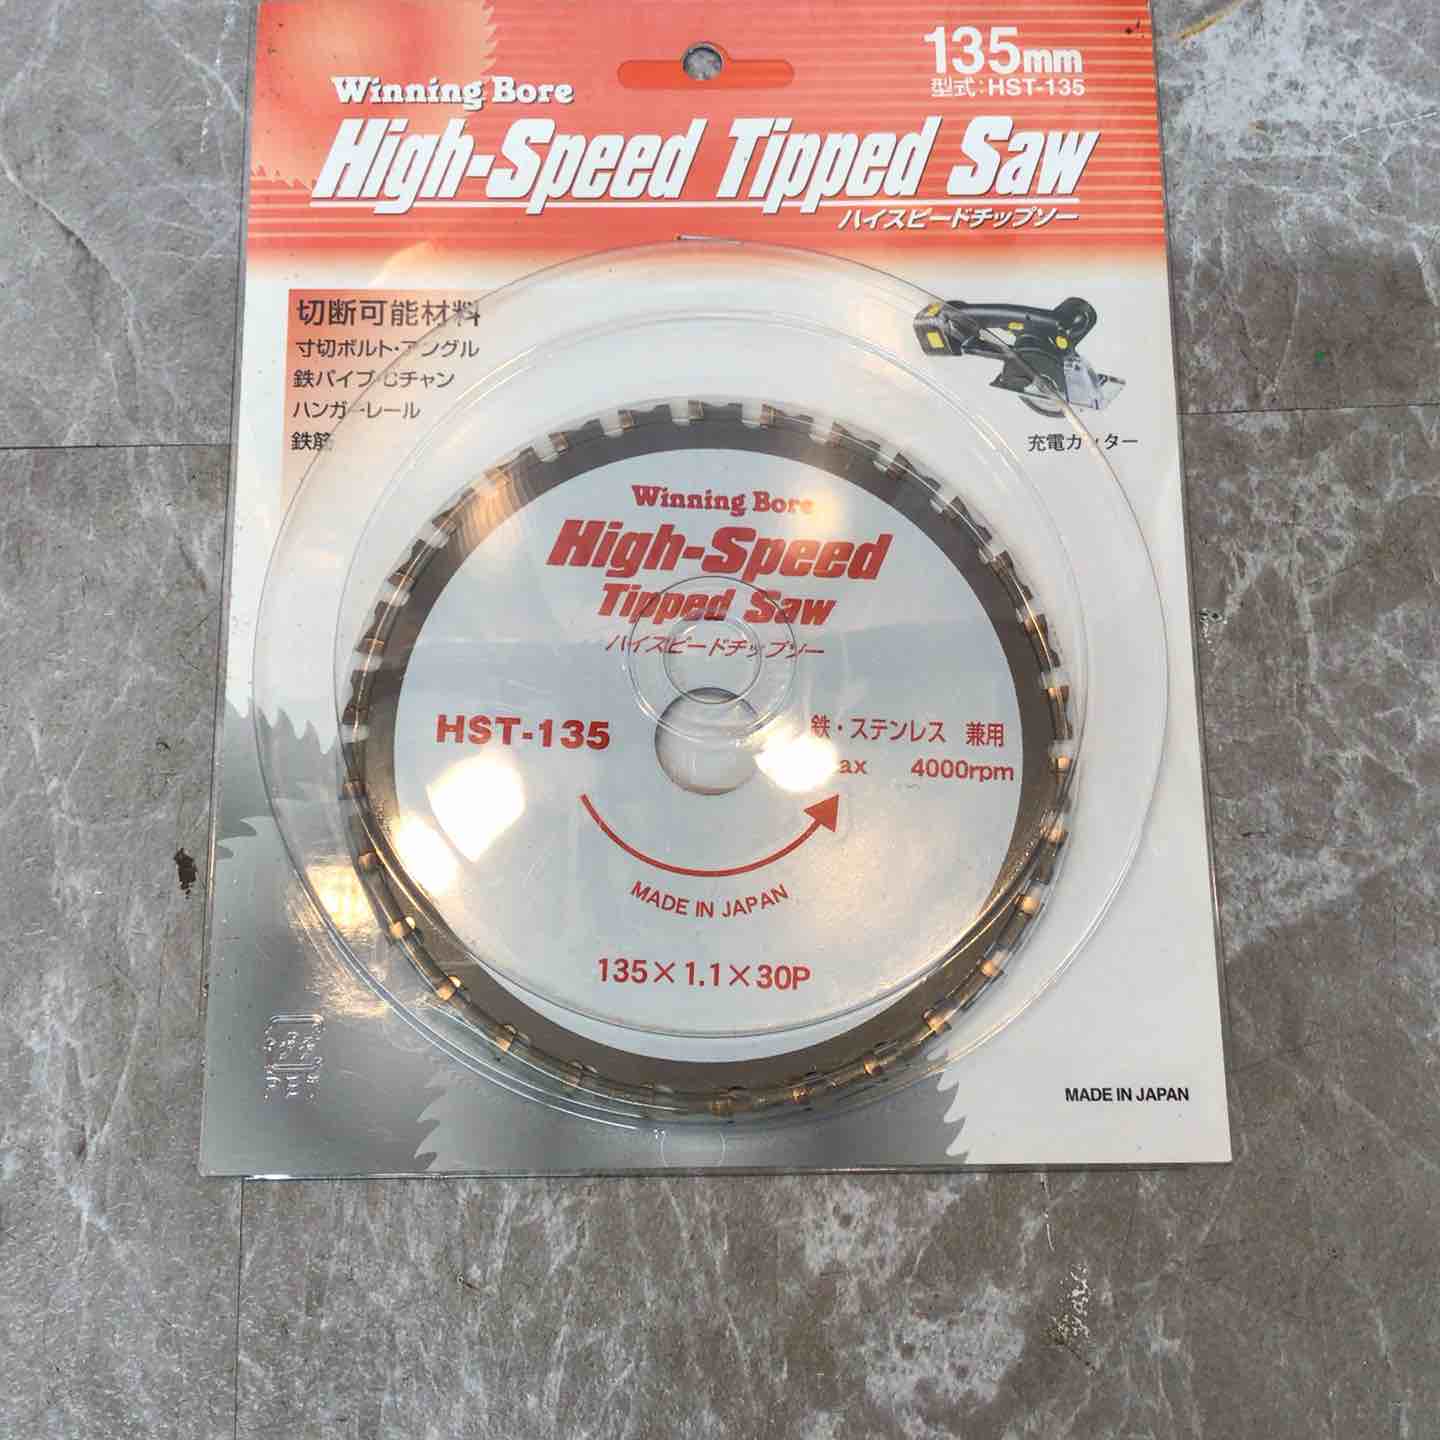 135mm
型式:HST-135
Winning Bore
High-Speed Tipped Saw
ハイスピードチップソー
切断可能材料
寸切ボルト・アングル
鉄パイプ・Cチャン
ハンガーレール
鉄筋
充電カッター
Winning Bore
High-Speed
Tipped Saw
ハイスピードチップソー
HST-135
鉄・ステンレス 兼用
4000rpm
MADE IN JAPAN
135×1.1×30P
MADE IN JAPAN